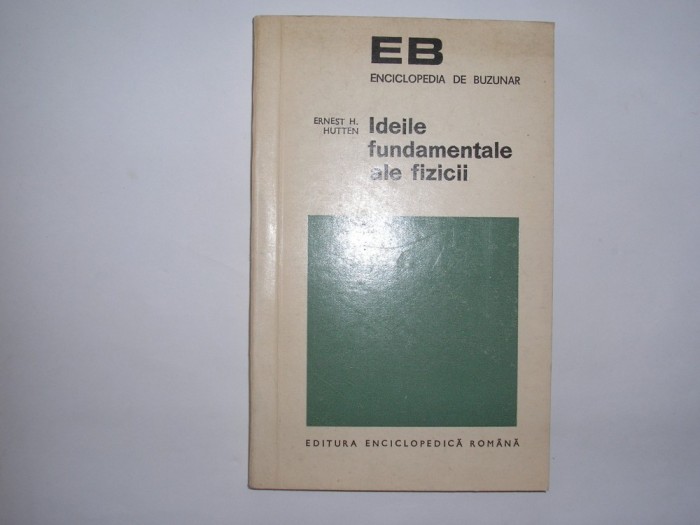 EB
ENCICLOPEDIA DE BUZUNAR
ERNEST H.
HUTTEN
Ideile
fundamentale
ale fizicii
EDITURA ENCICLOPEDICĂ ROMÂNĂ